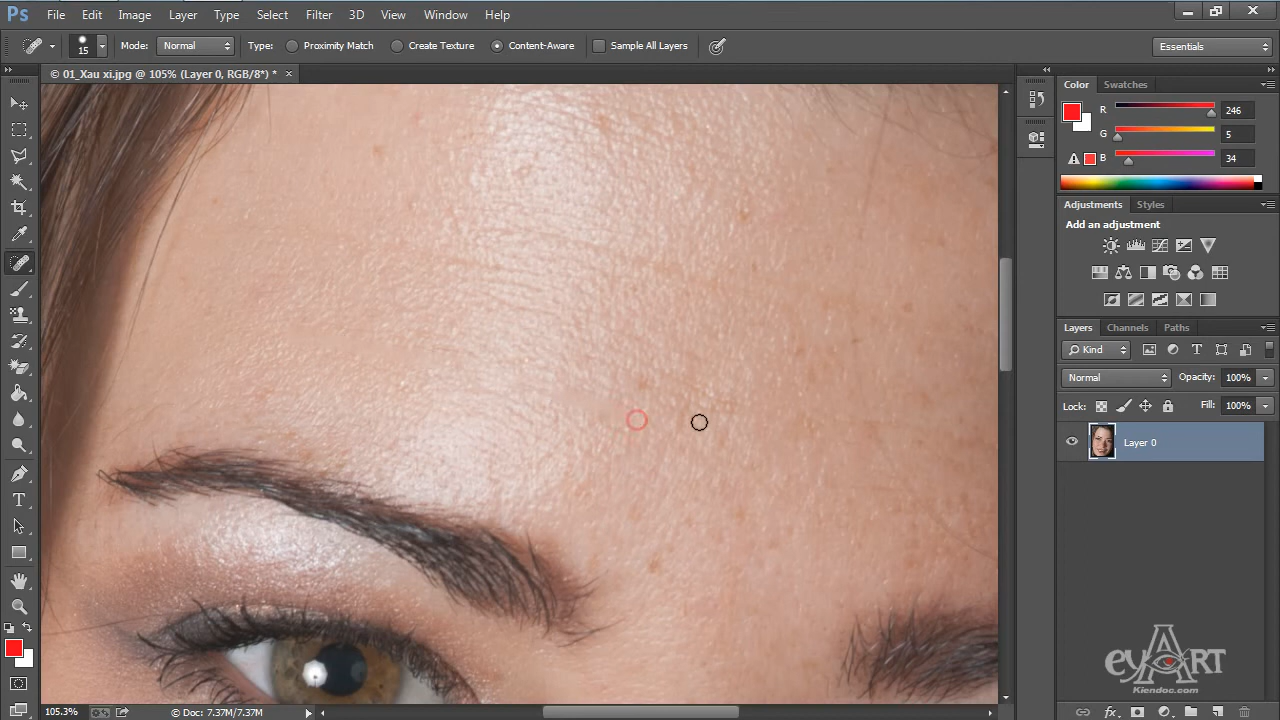 Ps File Edit Image Layer Type Select Filter 3D View Window Help
15 Mode: Normal Type: Proximity Match Create Texture Content-Aware Sample All Layers Essentials
© 01_Xau xi.jpg @ 105% (Layer 0, RGB/8*) * ×
Color Swatches
R 246
G 5
B 34
Adjustments Styles
Add an adjustment
Layers Channels Paths
Kind
Normal Opacity: 100%
Lock: Fill: 100%
Layer 0
eyART
Kiendoc.com
105.3% © Doc: 7.37M/7.37M